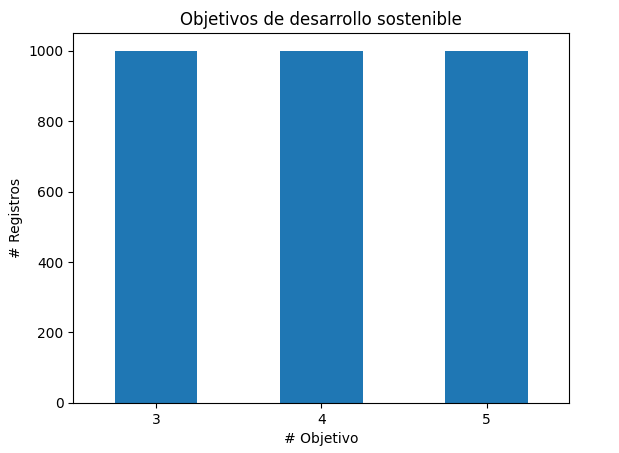 Objetivos de desarrollo sostenible
# Registros
1000
800
600
400
200
0
3 4 5
# Objetivo